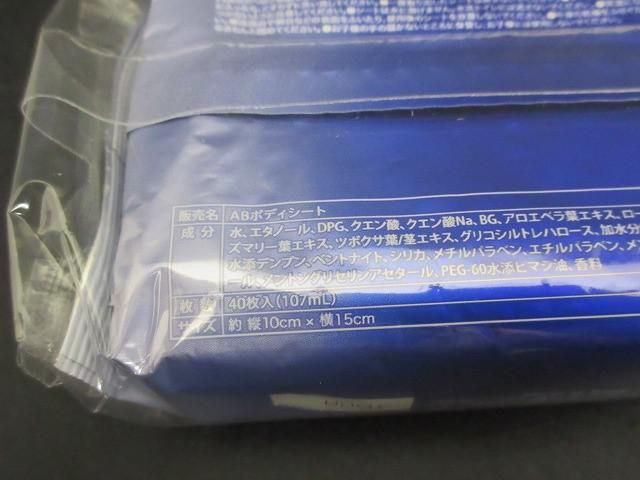 販売名 ABボディシート
成分 水、エタノール、DPG、クエン酸、クエン酸Na、BG、アロエベラ葉エキス、ロー
ズマリー葉エキス、ツボクサ葉/茎エキス、グリコシルトレハロース、加水分
水添デンプン、ベントナイト、シリカ、メチルパラベン、エチルパラベン、メ
ール、メントングリセリンアセタール、PEG-60水添ヒマシ油、香料
枚数 40枚入(107mL)
サイズ 約 縦10cm × 横15cm